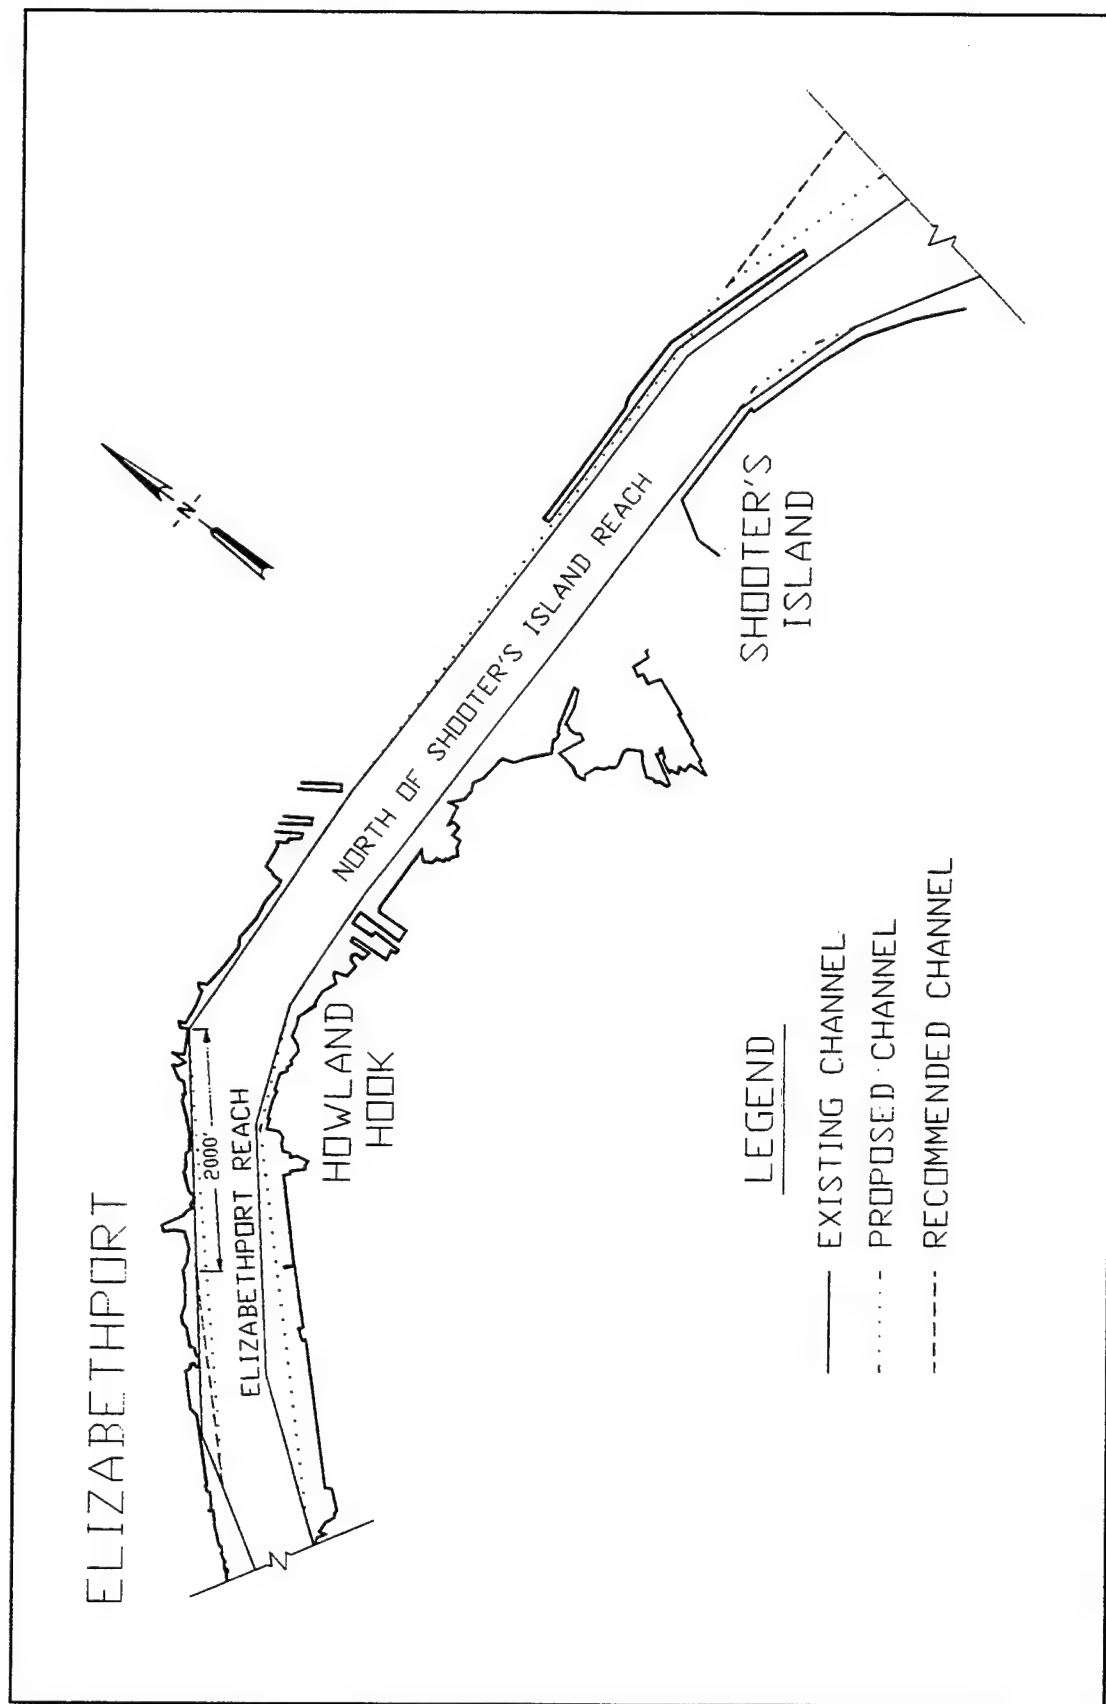 ELIZABETHPORT
2000'
ELIZABETHPORT REACH
HOWLAND
HOOK
NORTH OF SHOOTER'S ISLAND REACH
N
SHOOTER'S
ISLAND
LEGEND
EXISTING CHANNEL
PROPOSED CHANNEL
RECOMMENDED CHANNEL